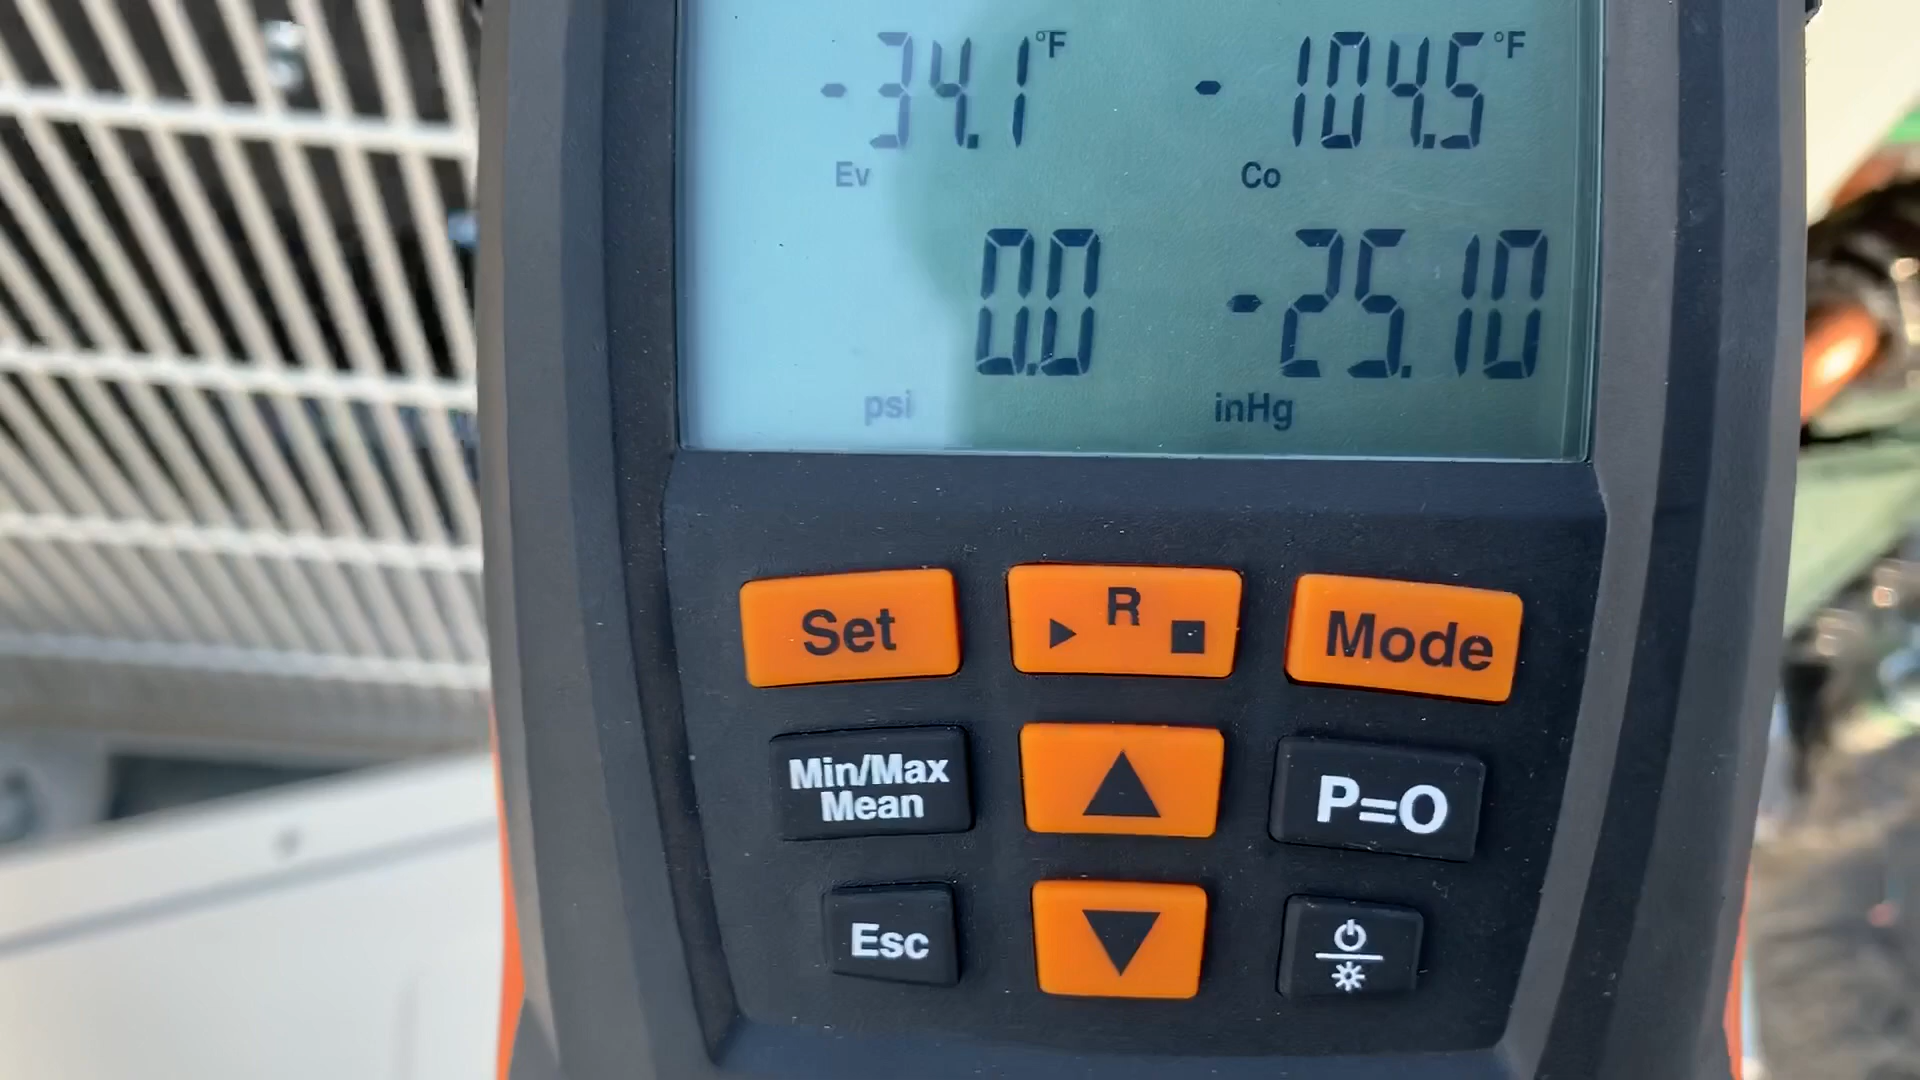 -34.1 °F -104.5 °F
Ev Co
0.0 -25.10
psi inHg
Set R Mode
Min/Max
Mean
P=O
Esc